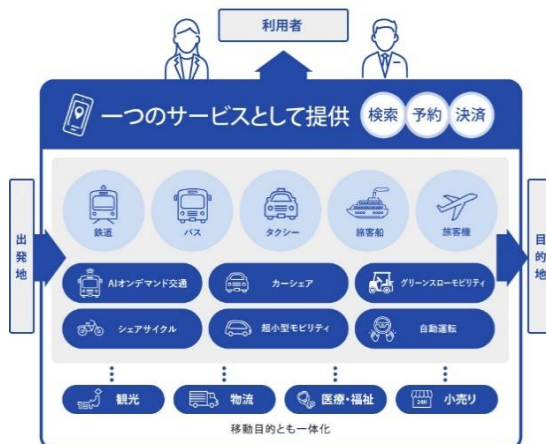 利用者
一つのサービスとして提供 検索 予約 決済
出発地
鉄道 バス タクシー 旅客船 旅客機
目的地
AIオンデマンド交通 カーシェア グリーンスローモビリティ
シェアサイクル 超小型モビリティ 自動運転
観光 物流 医療・福祉 小売り
24H
移動目的とも一体化